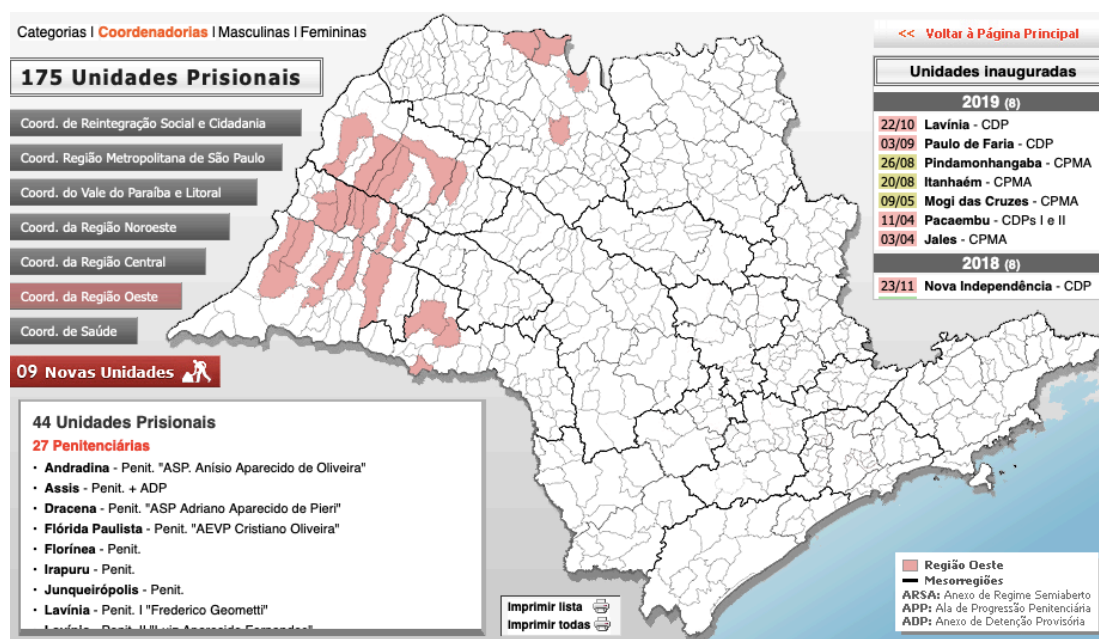 Categorias | Coordenadorias | Masculinas | Femininas
175 Unidades Prisionais
Coord. de Reintegração Social e Cidadania
Coord. Região Metropolitana de São Paulo
Coord. do Vale do Paraíba e Litoral
Coord. da Região Noroeste
Coord. da Região Central
Coord. da Região Oeste
Coord. de Saúde
09 Novas Unidades
44 Unidades Prisionais
27 Penitenciárias
• Andradina - Penit. "ASP. Anísio Aparecido de Oliveira"
• Assis - Penit. + ADP
• Dracena - Penit. "ASP Adriano Aparecido de Pieri"
• Flórida Paulista - Penit. "AEVP Cristiano Oliveira"
• Florínea - Penit.
• Irapuru - Penit.
• Junqueirópolis - Penit.
• Lavínia - Penit. I "Frederico Geometti"
Imprimir lista
Imprimir todas
<< Voltar à Página Principal
Unidades inauguradas
2019 (8)
22/10 Lavínia - CDP
03/09 Paulo de Faria - CDP
26/08 Pindamonhangaba - CPMA
20/08 Itanhaém - CPMA
09/05 Mogi das Cruzes - CPMA
11/04 Pacaembu - CDPs I e II
03/04 Jales - CPMA
2018 (8)
23/11 Nova Independência - CDP
Região Oeste
Mesorregiões
ARSA: Anexo de Regime Semiaberto
APP: Ala de Progressão Penitenciária
ADP: Anexo de Detenção Provisória